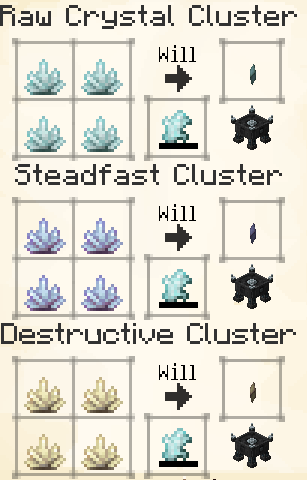 Raw Crystal Cluster
Will
Steadfast Cluster
Will
Destructive Cluster
Will